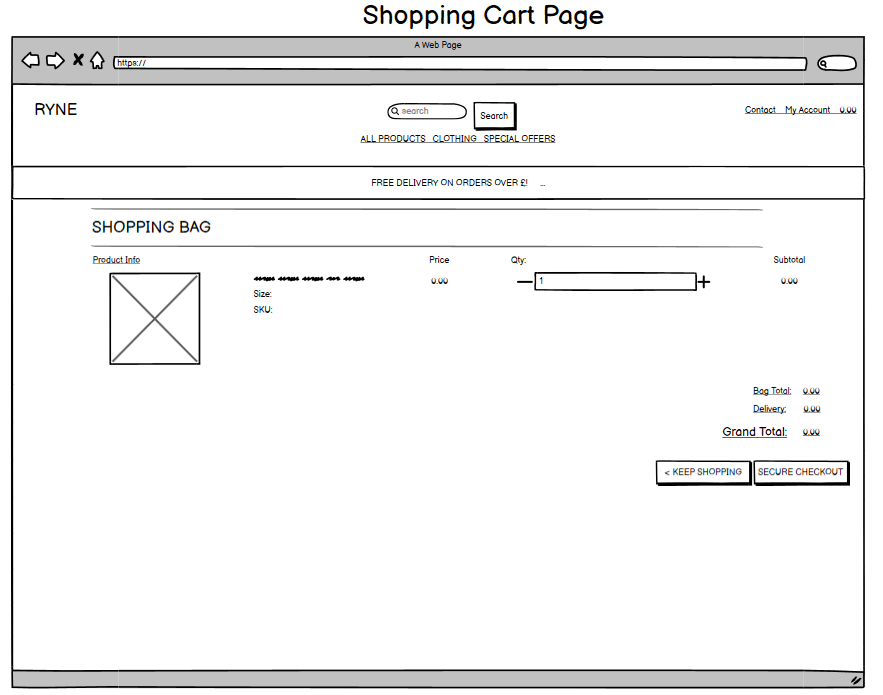 Shopping Cart Page
A Web Page
https://
RYNE
search
Search
Contact My Account 0.00
ALL PRODUCTS CLOTHING SPECIAL OFFERS
FREE DELIVERY ON ORDERS OVER £! ...
SHOPPING BAG
Product Info Price Qty: Subtotal
0.00 1 0.00
Size:
SKU:
Bag Total: 0.00
Delivery: 0.00
Grand Total: 0.00
< KEEP SHOPPING SECURE CHECKOUT